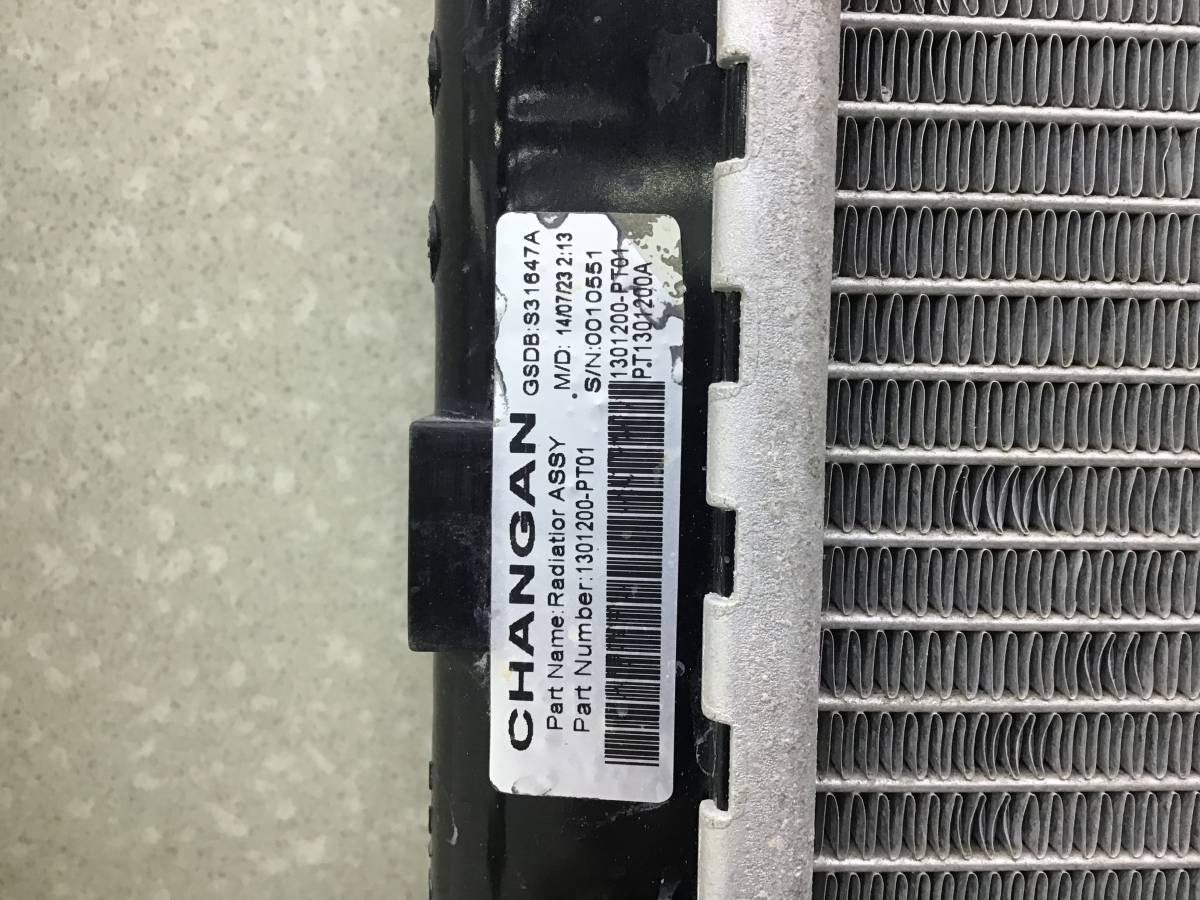 CHANGAN GSDB:S31647A
Part Name:Radiatior ASSY M/D: 14/07/23 2:13
Part Number:1301200-PT01 S/N:0010551
1301200-PT01
P.T1301200A